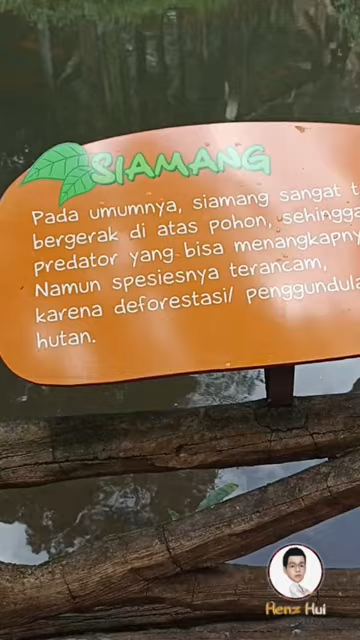 SIAMANG
Pada umumnya, siamang sangat
bergerak di atas pohon, sehingga
predator yang bisa menangkapny
Namun spesiesnya terancam,
karena deforestasi/ penggundula
hutan.
Renz Hui